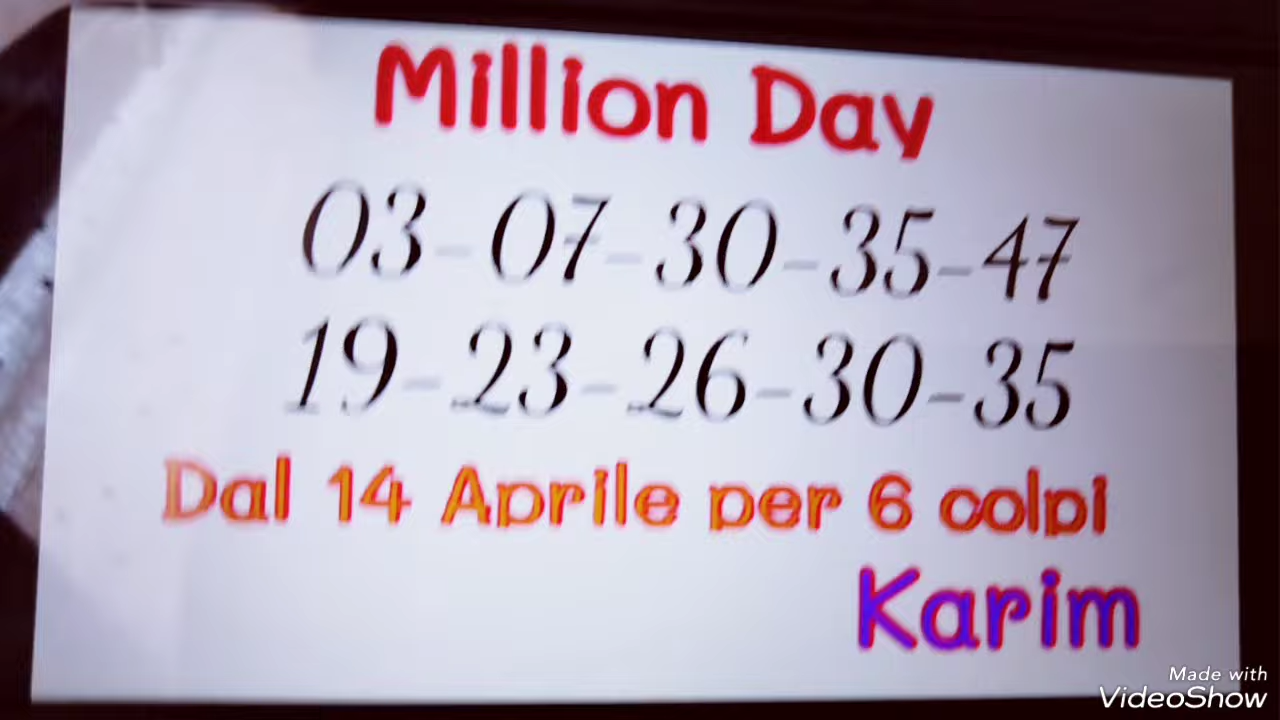 Million Day
03-07-30-35-47
19-23-26-30-35
Dal 14 Aprile per 6 colpi
Karim
Made with
VideoShow